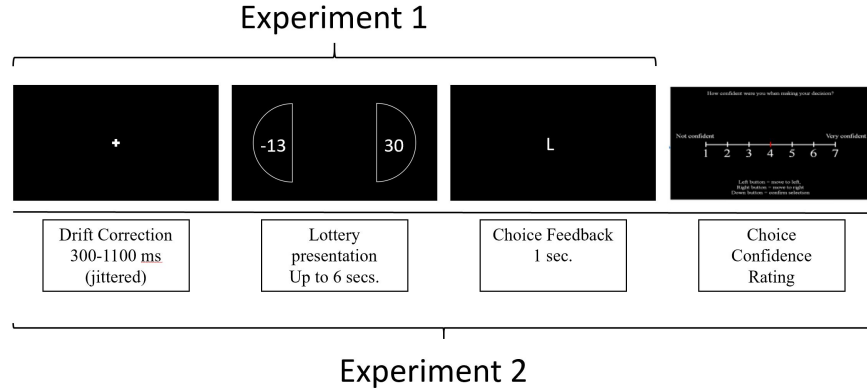 Experiment 1
+
-13
30
L
How confident were you when making your decision?
Not confident
Very confident
1 2 3 4 5 6 7
Left button = move to left,
Right button = move to right
Down button = confirm selection
Drift Correction
300-1100 ms
(jittered)
Lottery
presentation
Up to 6 secs.
Choice Feedback
1 sec.
Choice
Confidence
Rating
Experiment 2